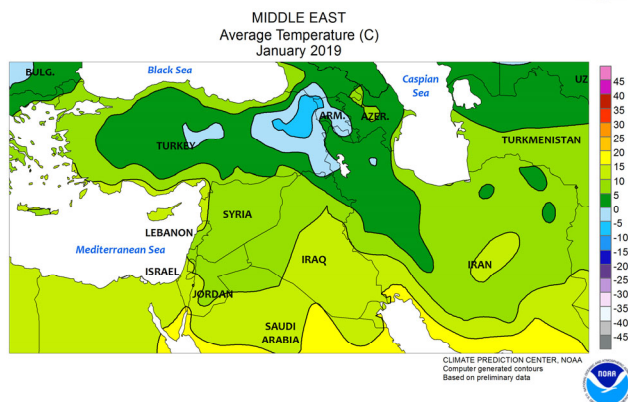 MIDDLE EAST
Average Temperature (C)
January 2019
BULG.
Black Sea
Caspian
Sea
UZ
ARM.
AZER.
TURKEY
TURKMENISTAN
SYRIA
LEBANON
Mediterranean Sea
ISRAEL
IRAQ
IRAN
JORDAN
SAUDI
ARABIA
45
40
35
30
25
20
15
10
5
0
-5
-10
-15
-20
-25
-30
-35
-40
-45
CLIMATE PREDICTION CENTER, NOAA
Computer generated contours
Based on preliminary data
NOAA